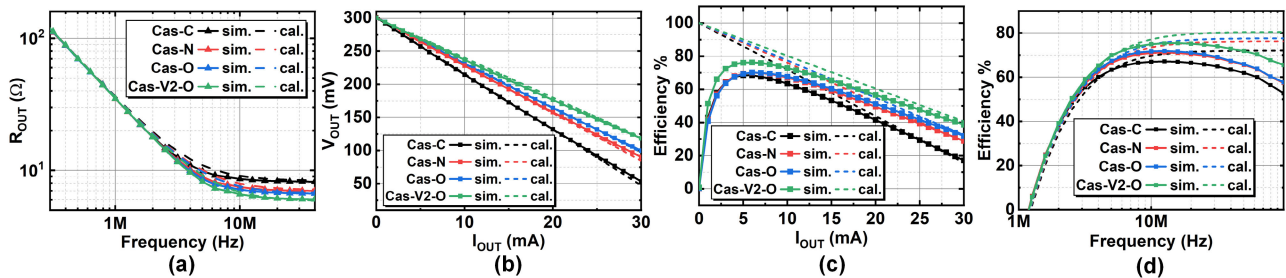 10²
10¹
R_OUT (Ω)
Cas-C sim. cal.
Cas-N sim. cal.
Cas-O sim. cal.
Cas-V2-O sim. cal.
1M 10M
Frequency (Hz)
(a)
300
250
200
150
100
50
V_OUT (mV)
Cas-C sim. cal.
Cas-N sim. cal.
Cas-O sim. cal.
Cas-V2-O sim. cal.
0 5 10 15 20 25 30
I_OUT (mA)
(b)
100
80
60
40
20
0
Efficiency %
Cas-C sim. cal.
Cas-N sim. cal.
Cas-O sim. cal.
Cas-V2-O sim. cal.
0 5 10 15 20 25 30
I_OUT (mA)
(c)
80
60
40
20
0
Efficiency %
Cas-C sim. cal.
Cas-N sim. cal.
Cas-O sim. cal.
Cas-V2-O sim. cal.
1M 10M
Frequency (Hz)
(d)